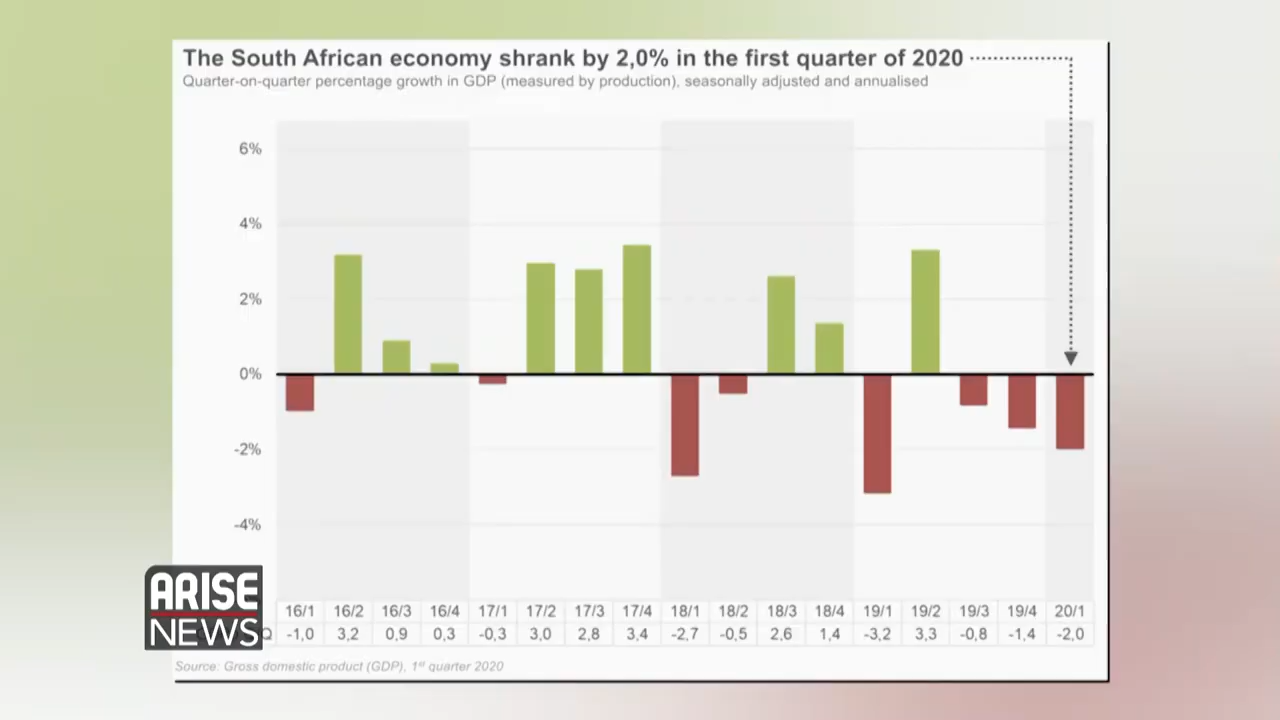 The South African economy shrank by 2,0% in the first quarter of 2020
Quarter-on-quarter percentage growth in GDP (measured by production), seasonally adjusted and annualised
6%
4%
2%
0%
-2%
-4%
16/1 16/2 16/3 16/4 17/1 17/2 17/3 17/4 18/1 18/2 18/3 18/4 19/1 19/2 19/3 19/4 20/1
-1,0 3,2 0,9 0,3 -0,3 3,0 2,8 3,4 -2,7 -0,5 2,6 1,4 -3,2 3,3 -0,8 -1,4 -2,0
ARISE
NEWS
Source: Gross domestic product (GDP), 1st quarter 2020